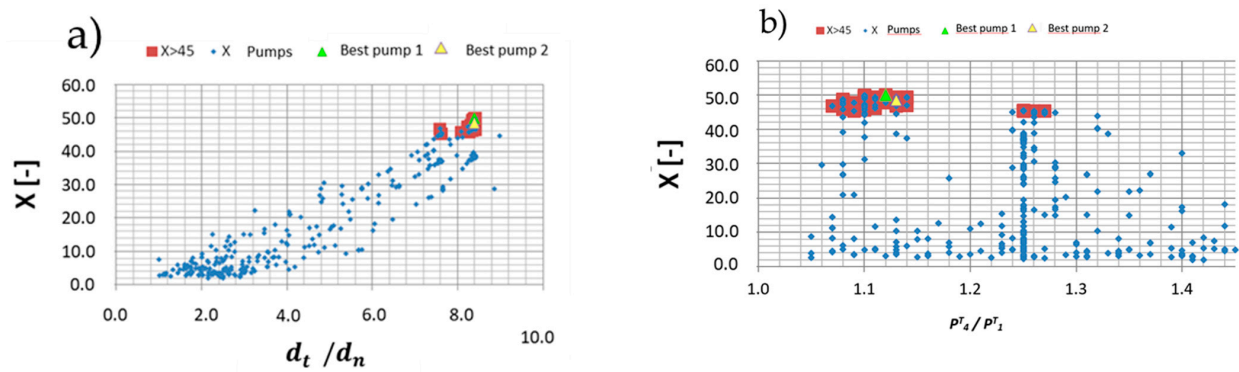 a)
X>45 X Pumps Best pump 1 Best pump 2
60.0
50.0
40.0
30.0
20.0
10.0
0.0
X [-]
0.0 2.0 4.0 6.0 8.0 10.0
d_t /d_n
b)
X>45 X Pumps Best pump 1 Best pump 2
60.0
50.0
40.0
30.0
20.0
10.0
0.0
X [-]
1.0 1.1 1.2 1.3 1.4
P^T_4 / P^T_1